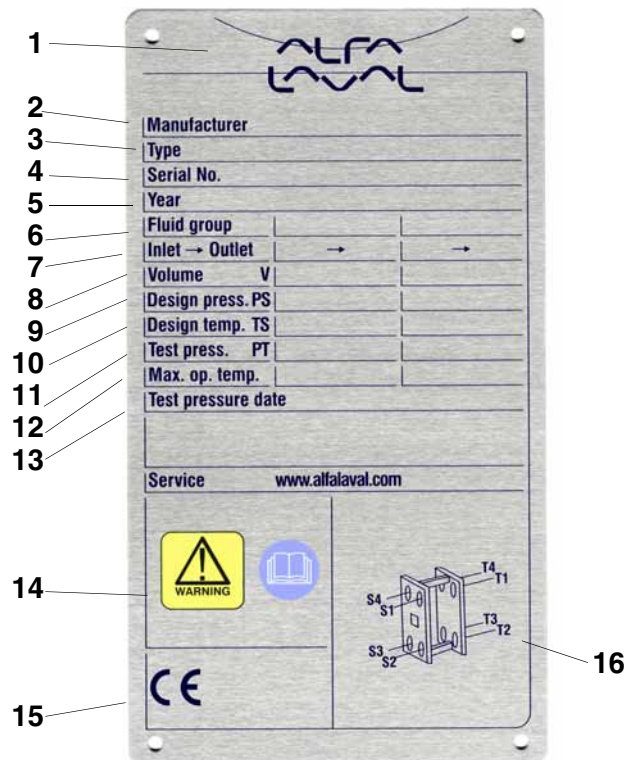 1
ALFA
LAVAL
2 Manufacturer
3 Type
4 Serial No.
5 Year
6 Fluid group
7 Inlet → Outlet → →
8 Volume V
9 Design press. PS
10 Design temp. TS
11 Test press. PT
12 Max. op. temp.
13 Test pressure date
Service www.alfalaval.com
14 WARNING
T4
T1
S4
S1
T3
T2
S3
S2
16
15 CE